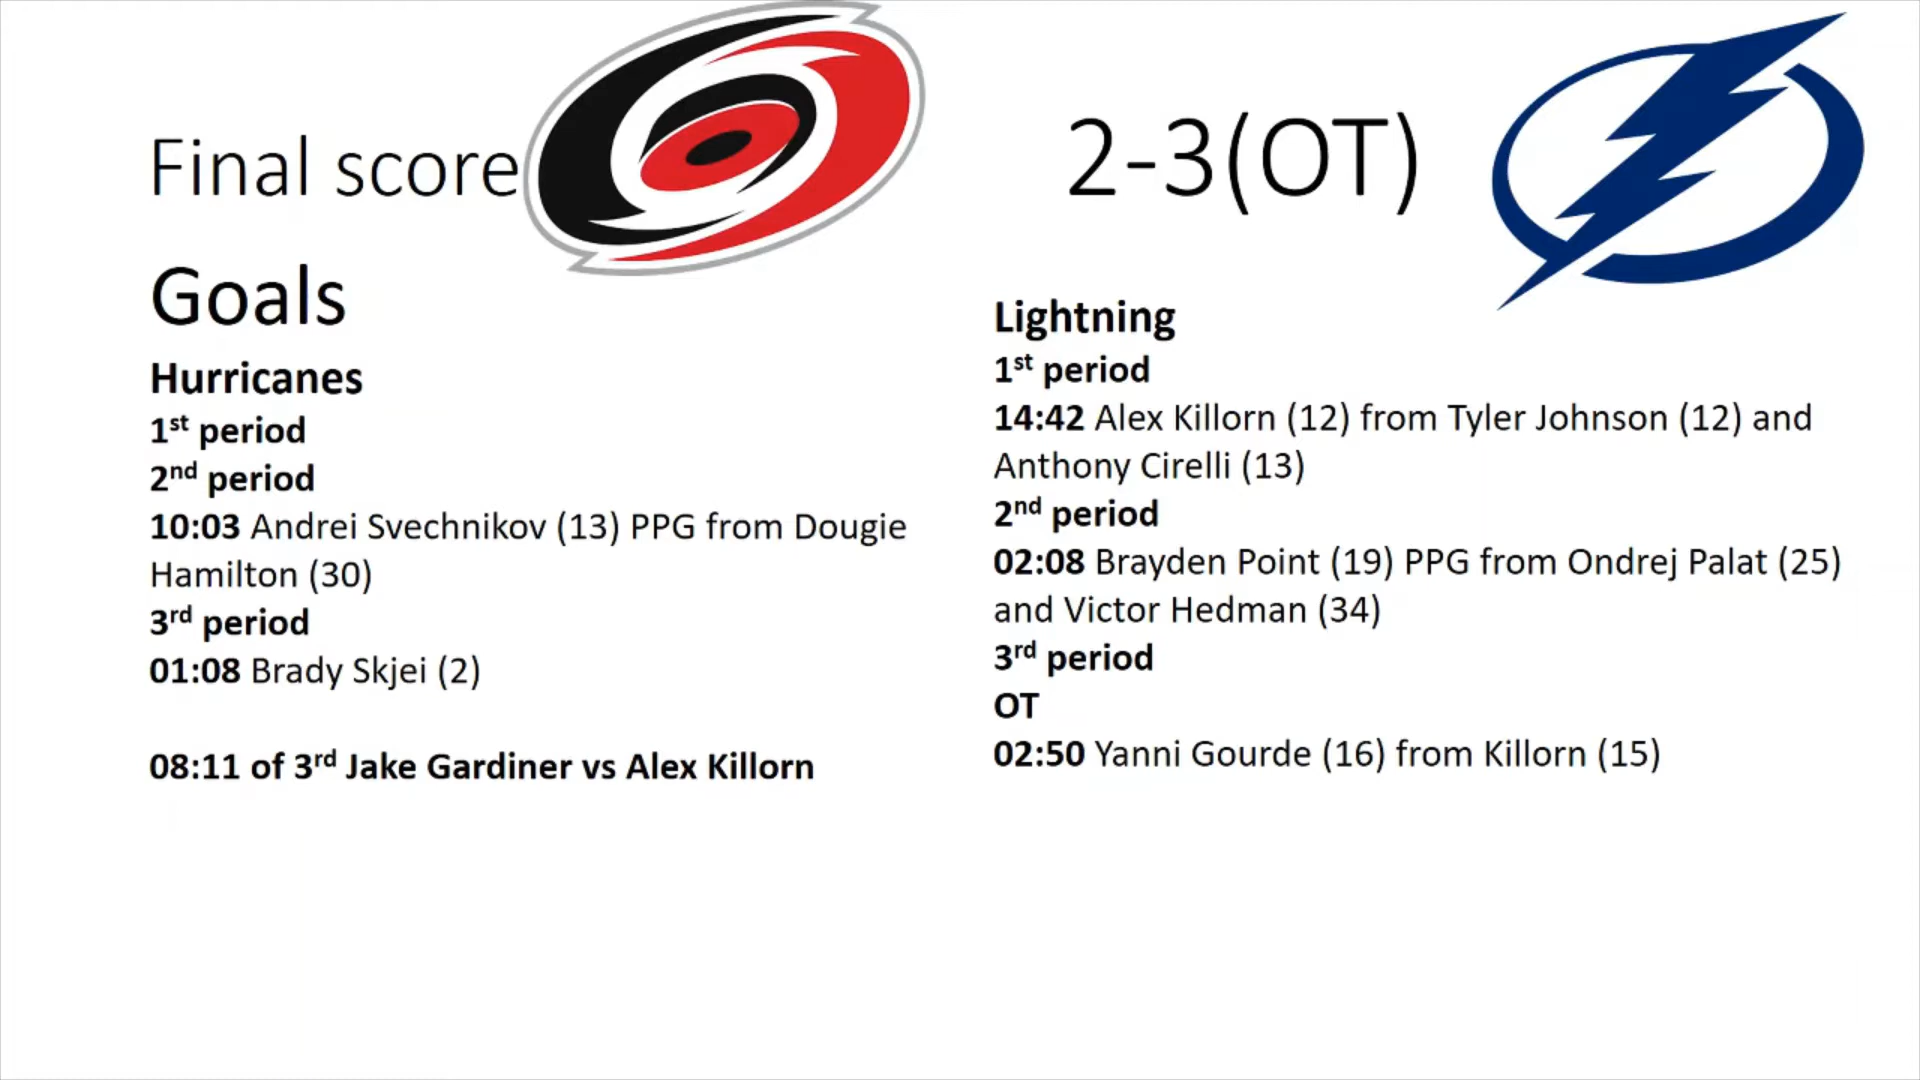 Final score
2-3(OT)
Goals
Hurricanes
1st period
2nd period
10:03 Andrei Svechnikov (13) PPG from Dougie
Hamilton (30)
3rd period
01:08 Brady Skjei (2)
08:11 of 3rd Jake Gardiner vs Alex Killorn
Lightning
1st period
14:42 Alex Killorn (12) from Tyler Johnson (12) and
Anthony Cirelli (13)
2nd period
02:08 Brayden Point (19) PPG from Ondrej Palat (25)
and Victor Hedman (34)
3rd period
OT
02:50 Yanni Gourde (16) from Killorn (15)